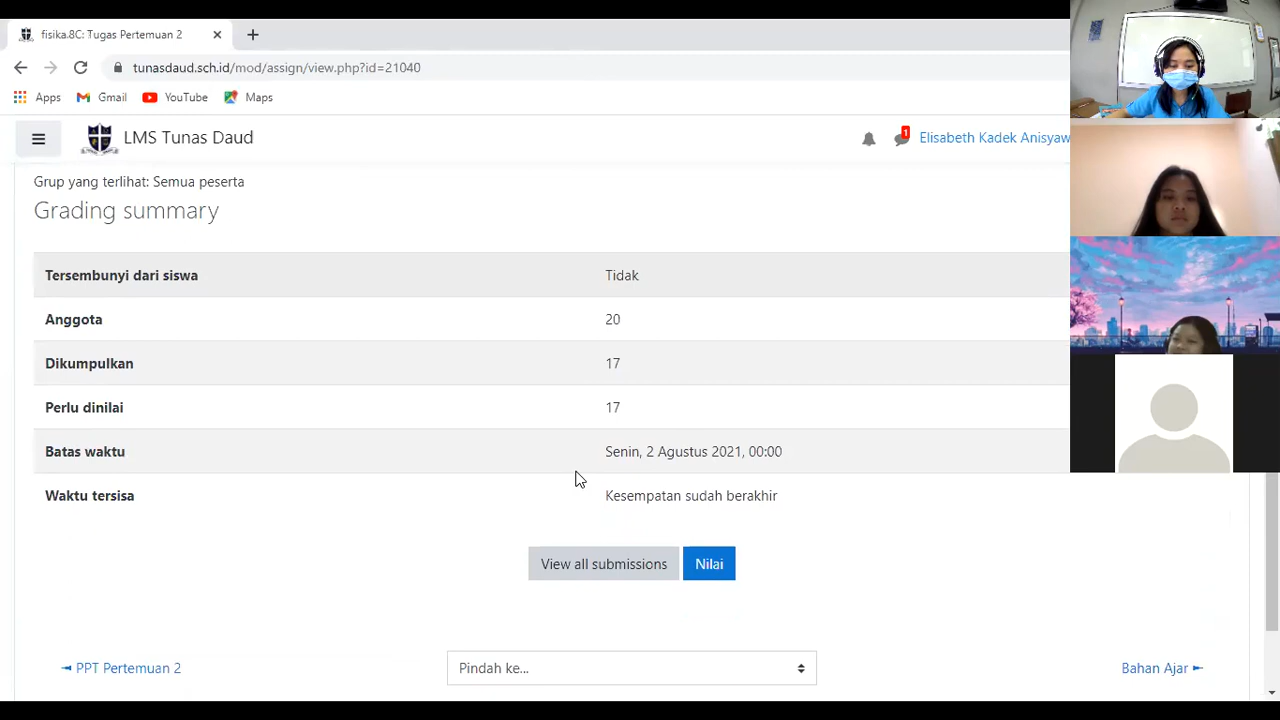 fisika.8C: Tugas Pertemuan 2
tunasdaud.sch.id/mod/assign/view.php?id=21040
Apps Gmail YouTube Maps
LMS Tunas Daud
1
Elisabeth Kadek Anisyaw
Grup yang terlihat: Semua peserta
Grading summary
Tersembunyi dari siswa Tidak
Anggota 20
Dikumpulkan 17
Perlu dinilai 17
Batas waktu Senin, 2 Agustus 2021, 00:00
Waktu tersisa Kesempatan sudah berakhir
View all submissions Nilai
◄ PPT Pertemuan 2 Pindah ke... Bahan Ajar ►